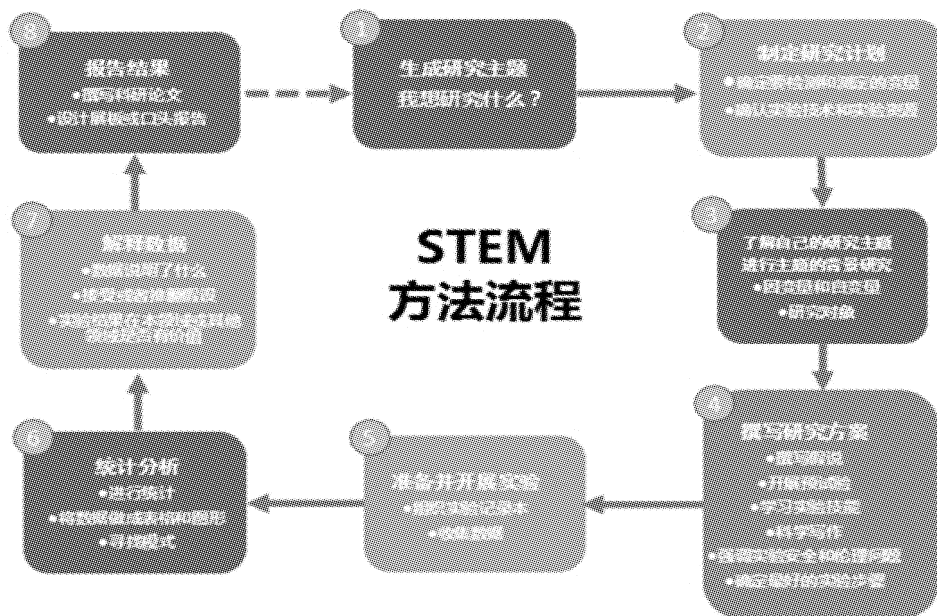 1
生成研究主题
我想研究什么？
2
制定研究计划
●确定要检测和测定的变量
●确认实验技术和实验变量
3
了解自己的研究主题
进行主题的背景研究
●因变量和自变量
●研究对象
4
撰写研究方案
●撰写假说
●开展预试验
●学习实验技能
●科学写作
●强调实验安全和伦理问题
●确定最好的实验步骤
5
准备并开展实验
●组织实验记录本
●收集数据
6
统计分析
●进行统计
●将数据做成表格和图形
●寻找模式
7
解释数据
●数据说明了什么
●接受或者推翻假设
●实验结果在本领域或其他
领域是否有价值
8
报告结果
●撰写科研论文
●设计展板或口头报告
STEM
方法流程